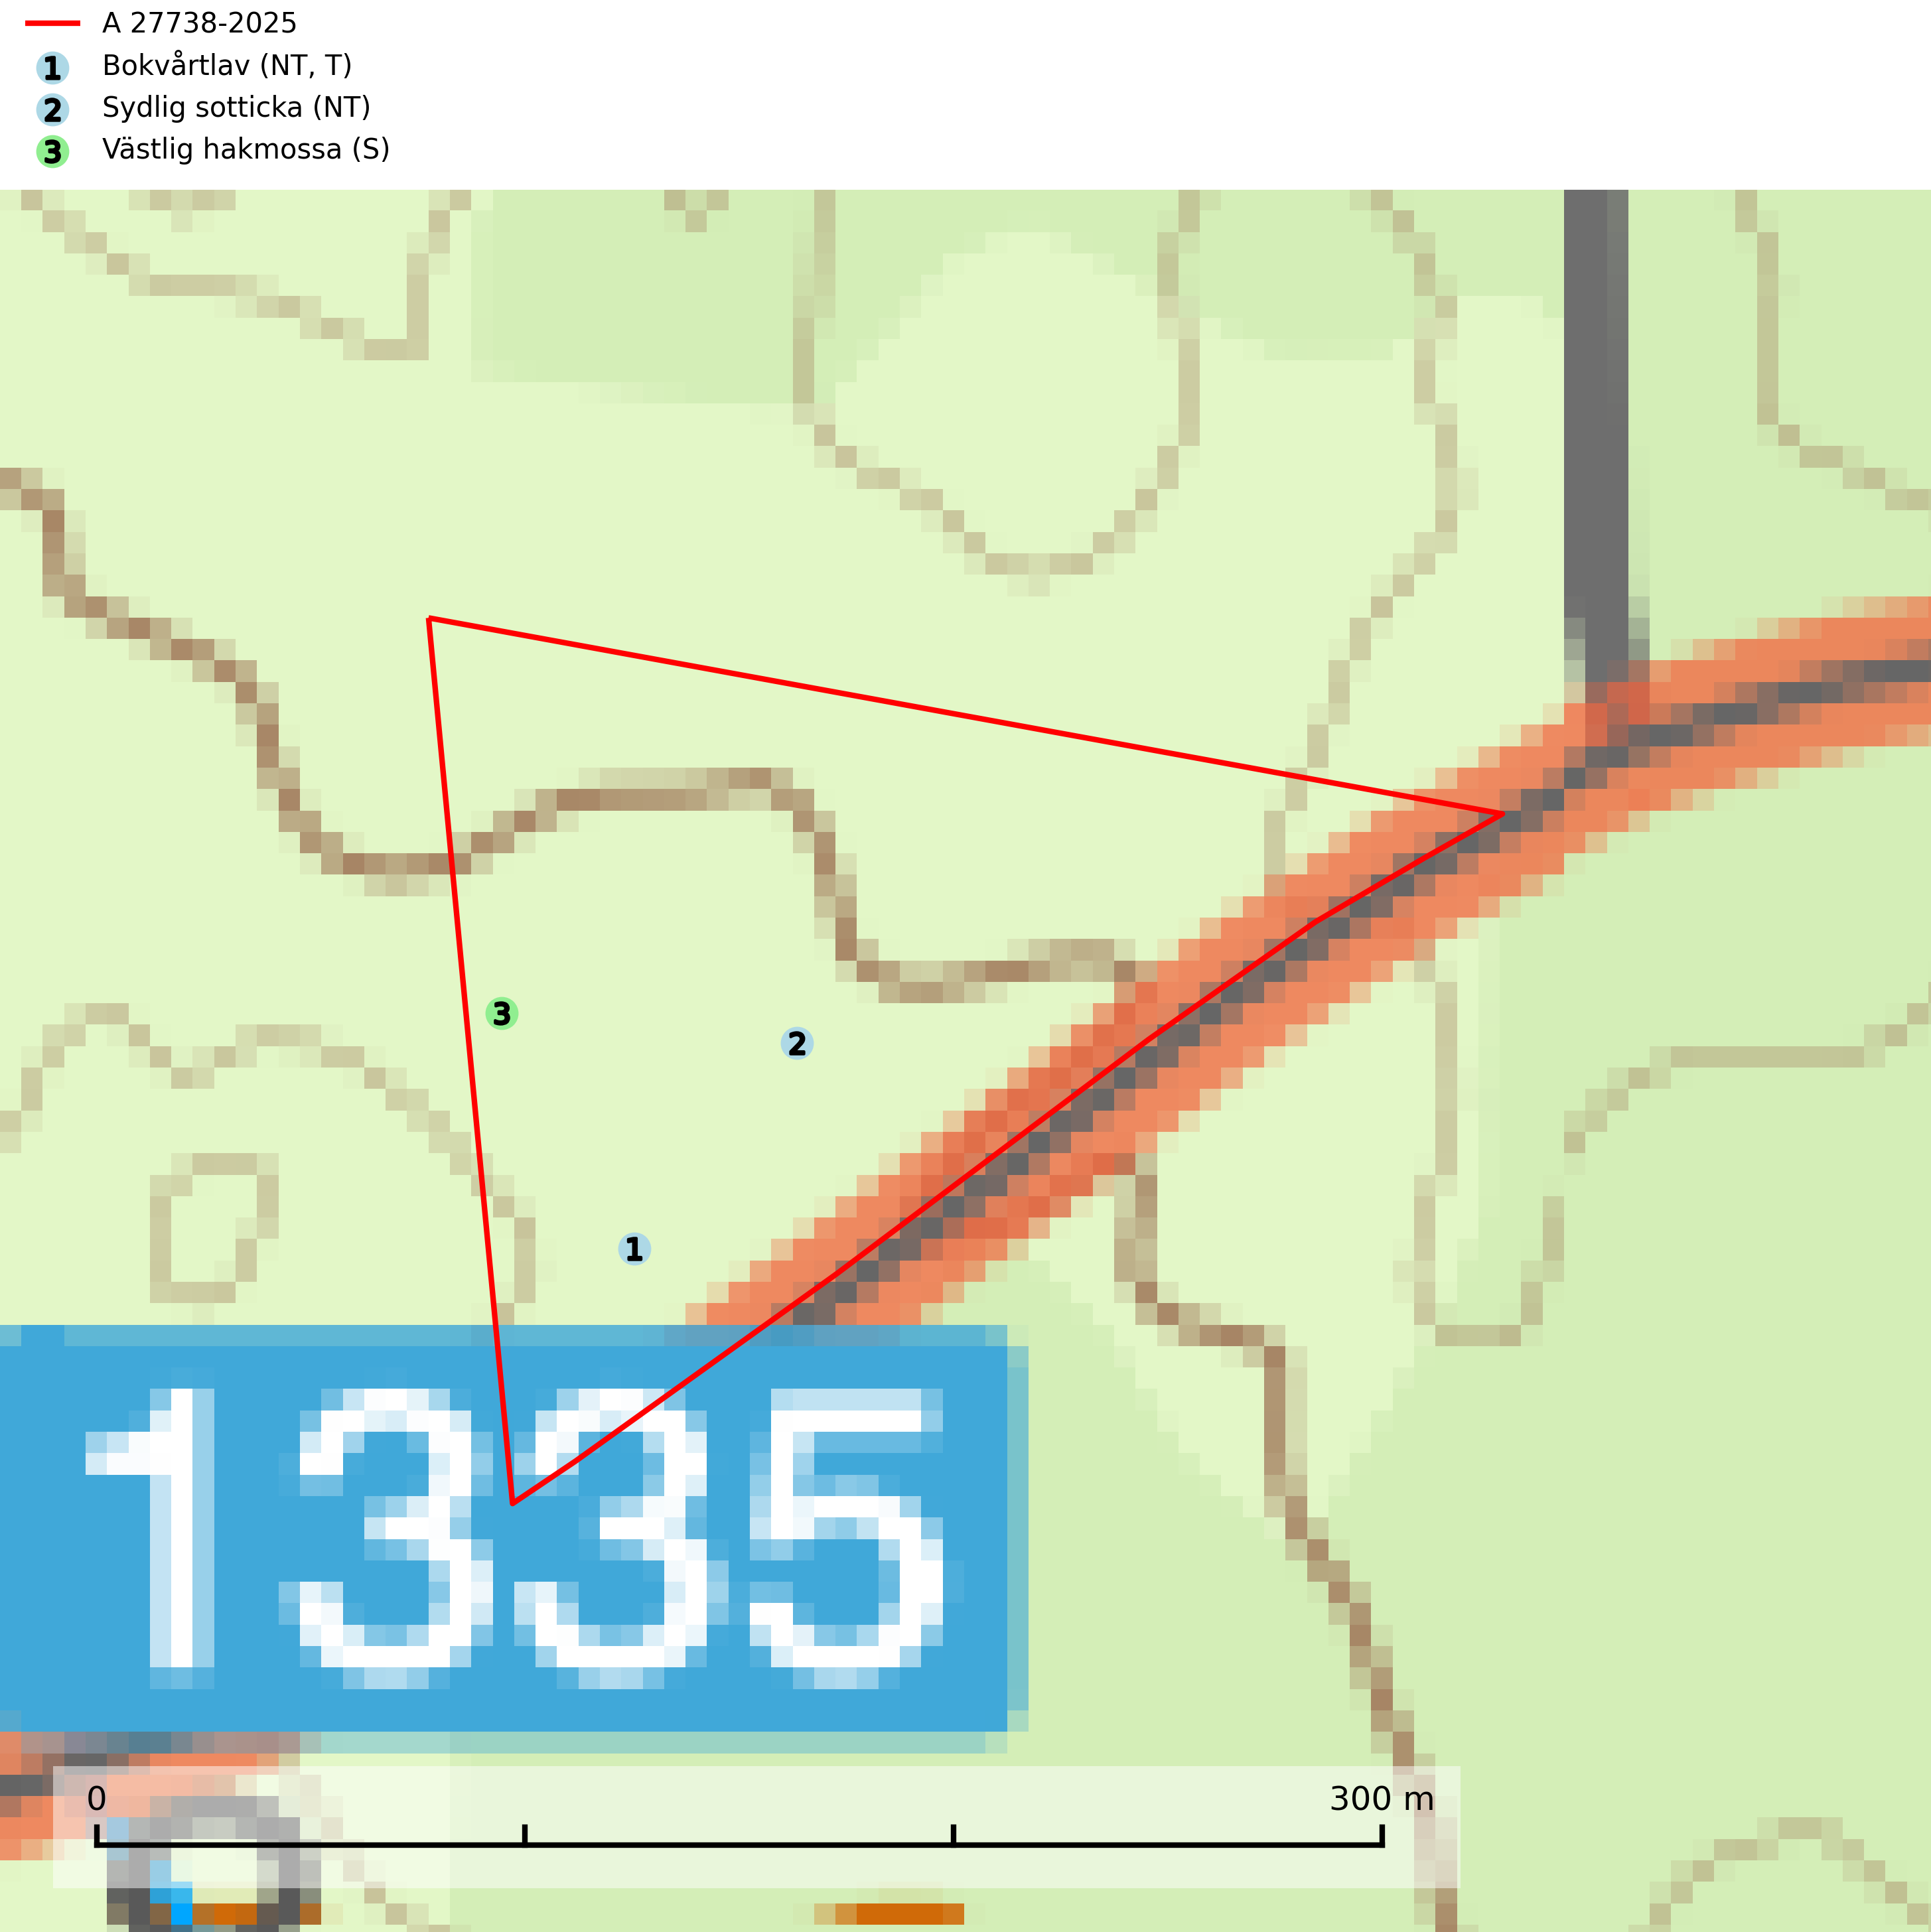 A 27738-2025
1 Bokvårtlav (NT, T)
2 Sydlig sotticka (NT)
3 Västlig hakmossa (S)
3
2
1
1335
0 300 m